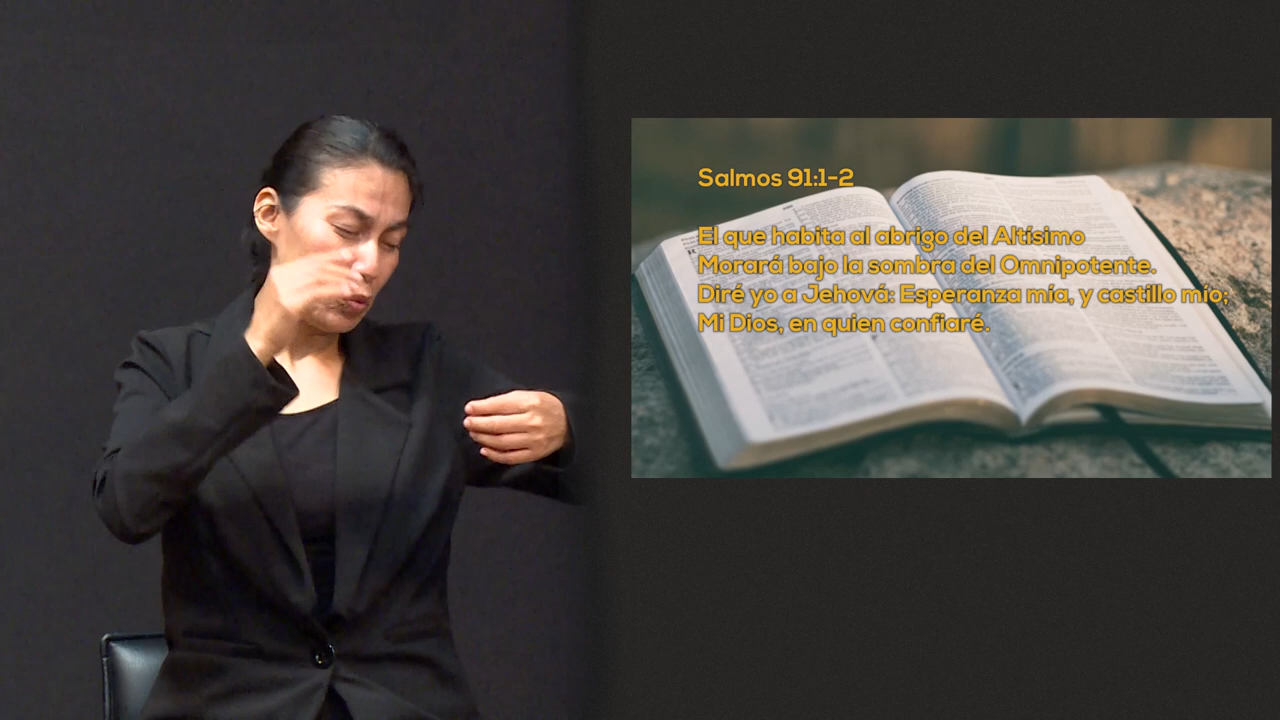 Salmos 91:1-2
El que habita al abrigo del Altísimo
Morará bajo la sombra del Omnipotente.
Diré yo a Jehová: Esperanza mía, y castillo mío;
Mi Dios, en quien confiaré.